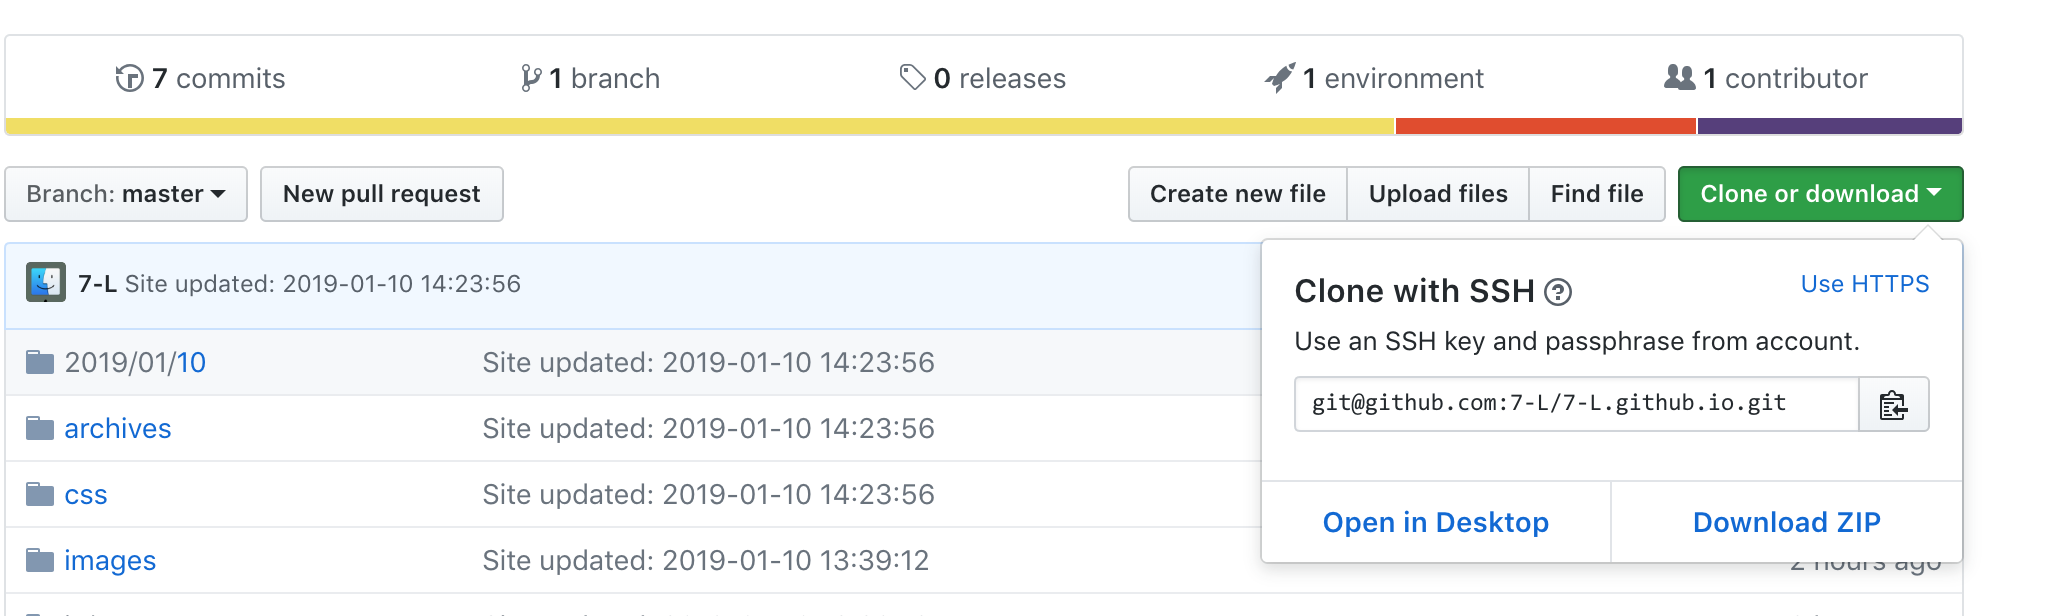 7 commits 1 branch 0 releases 1 environment 1 contributor
Branch: master New pull request Create new file Upload files Find file Clone or download
7-L Site updated: 2019-01-10 14:23:56
Clone with SSH ? Use HTTPS
Use an SSH key and passphrase from account.
git@github.com:7-L/7-L.github.io.git
Open in Desktop Download ZIP
2019/01/10 Site updated: 2019-01-10 14:23:56
archives Site updated: 2019-01-10 14:23:56
css Site updated: 2019-01-10 14:23:56
images Site updated: 2019-01-10 13:39:12 2 hours ago